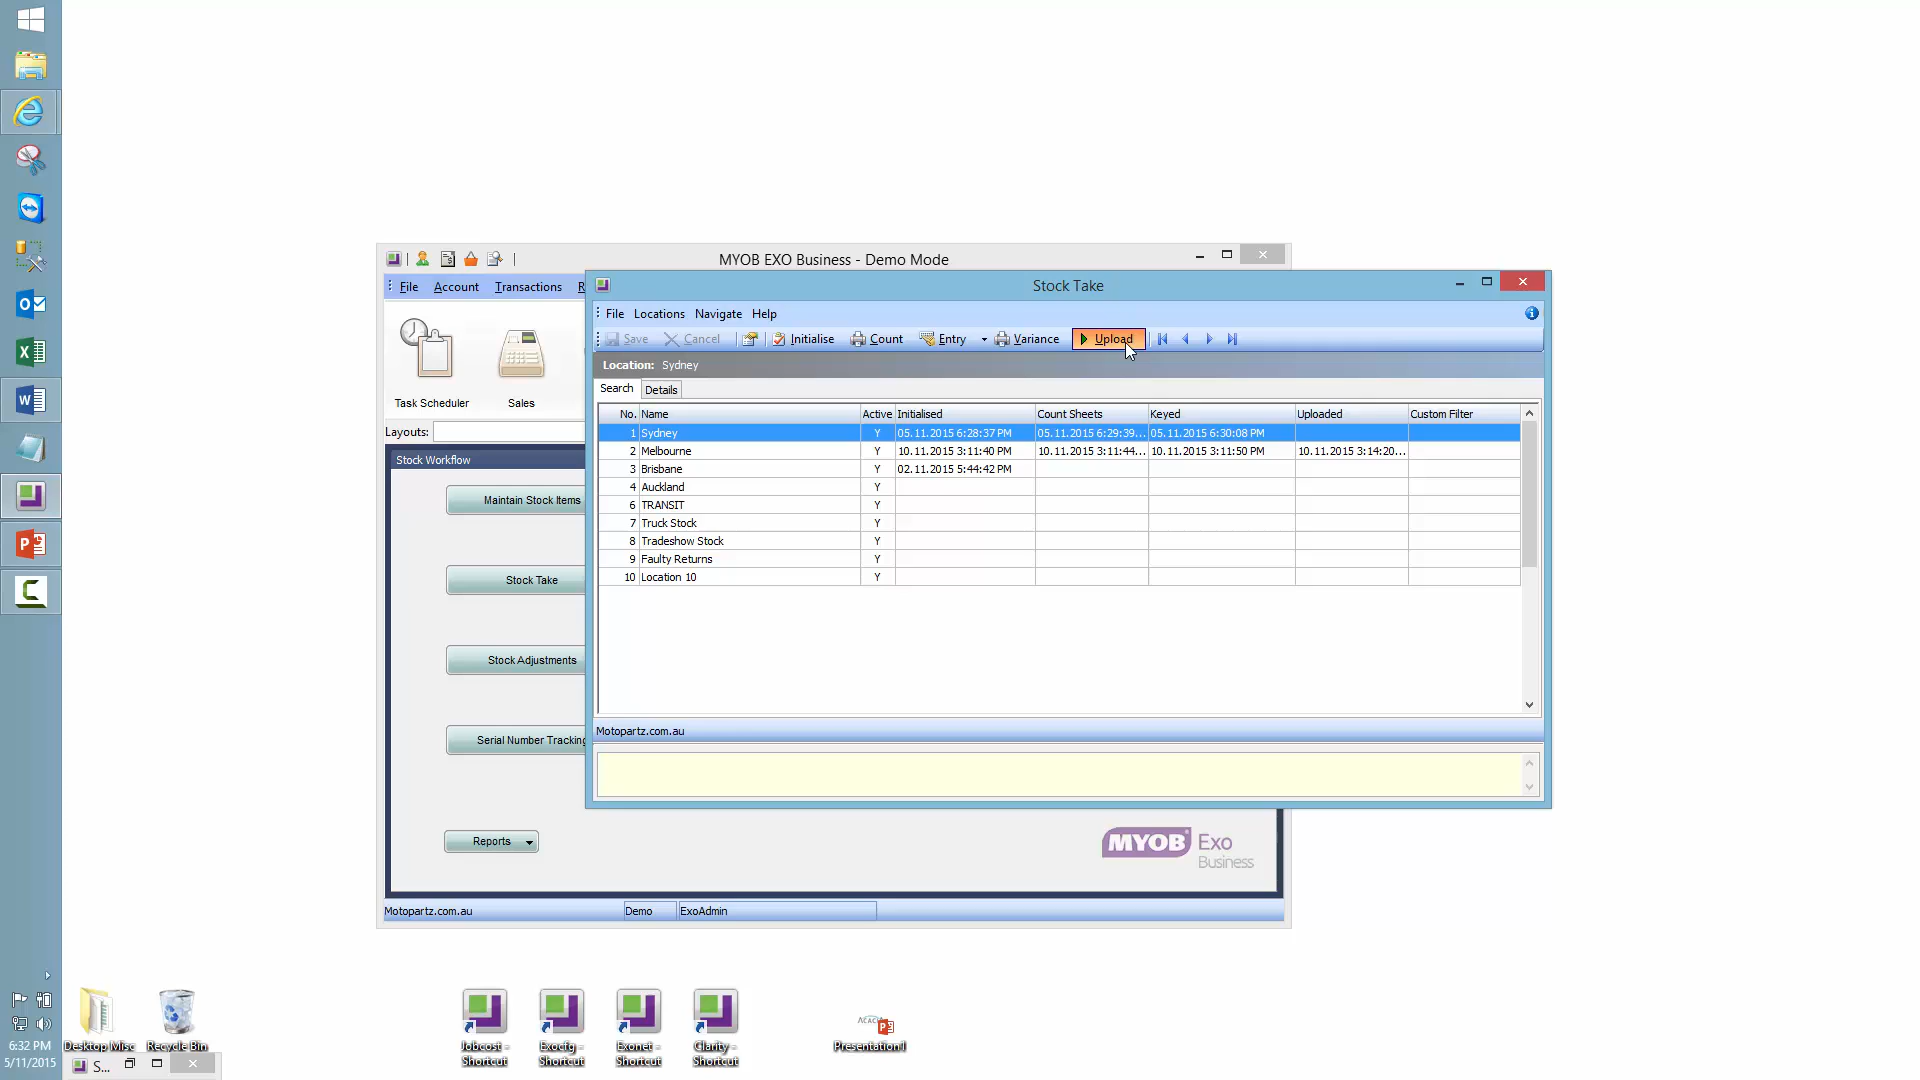 MYOB EXO Business - Demo Mode
File Account Transactions R
Task Scheduler
Sales
Layouts:
Stock Workflow
Maintain Stock Items
Stock Take
Stock Adjustments
Serial Number Tracking
Reports
MYOB Exo
Business
Motopartz.com.au
Demo
ExoAdmin
Stock Take
File Locations Navigate Help
Save Cancel Initialise Count Entry Variance Upload
Location: Sydney
Search Details
No. Name Active Initialised Count Sheets Keyed Uploaded Custom Filter
1 Sydney Y 05.11.2015 6:28:37 PM 05.11.2015 6:29:39... 05.11.2015 6:30:08 PM
2 Melbourne Y 10.11.2015 3:11:40 PM 10.11.2015 3:11:44... 10.11.2015 3:11:50 PM 10.11.2015 3:14:20...
3 Brisbane Y 02.11.2015 5:44:42 PM
4 Auckland Y
6 TRANSIT Y
7 Truck Stock Y
8 Tradeshow Stock Y
9 Faulty Returns Y
10 Location 10 Y
Motopartz.com.au
6:32 PM
5/11/2015
Desktop Misc
Recycle Bin
Jobcost -
Shortcut
Exocfg -
Shortcut
Exonet -
Shortcut
Clarity -
Shortcut
ACACIA
Presentation1
S...